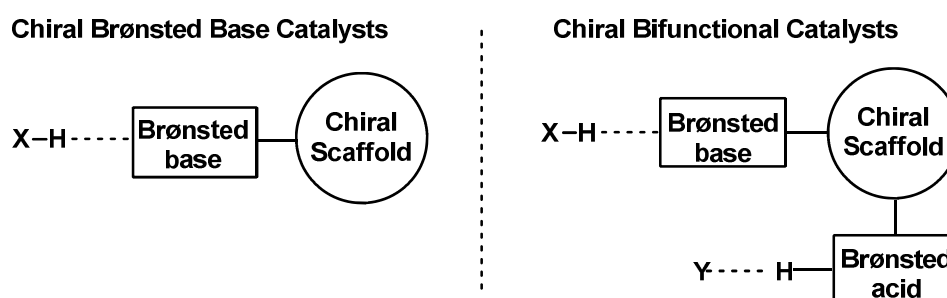 Chiral Brønsted Base Catalysts
X–H
Brønsted
base
Chiral
Scaffold
Chiral Bifunctional Catalysts
X–H
Brønsted
base
Chiral
Scaffold
Y
H
Brønsted
acid